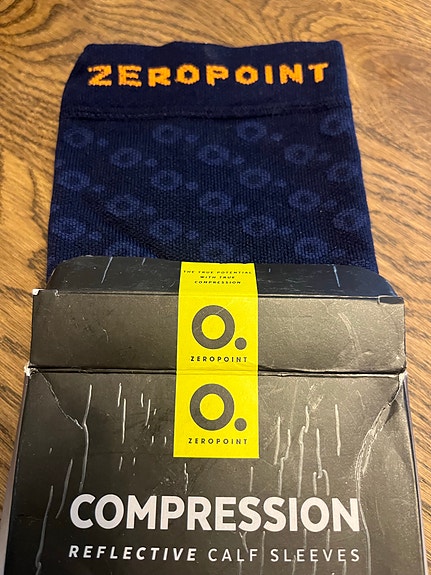 ZEROPOINT
THE TRUE POTENTIAL
WITH TRUE
COMPRESSION
O.
ZEROPOINT
O.
ZEROPOINT
COMPRESSION
REFLECTIVE CALF SLEEVES